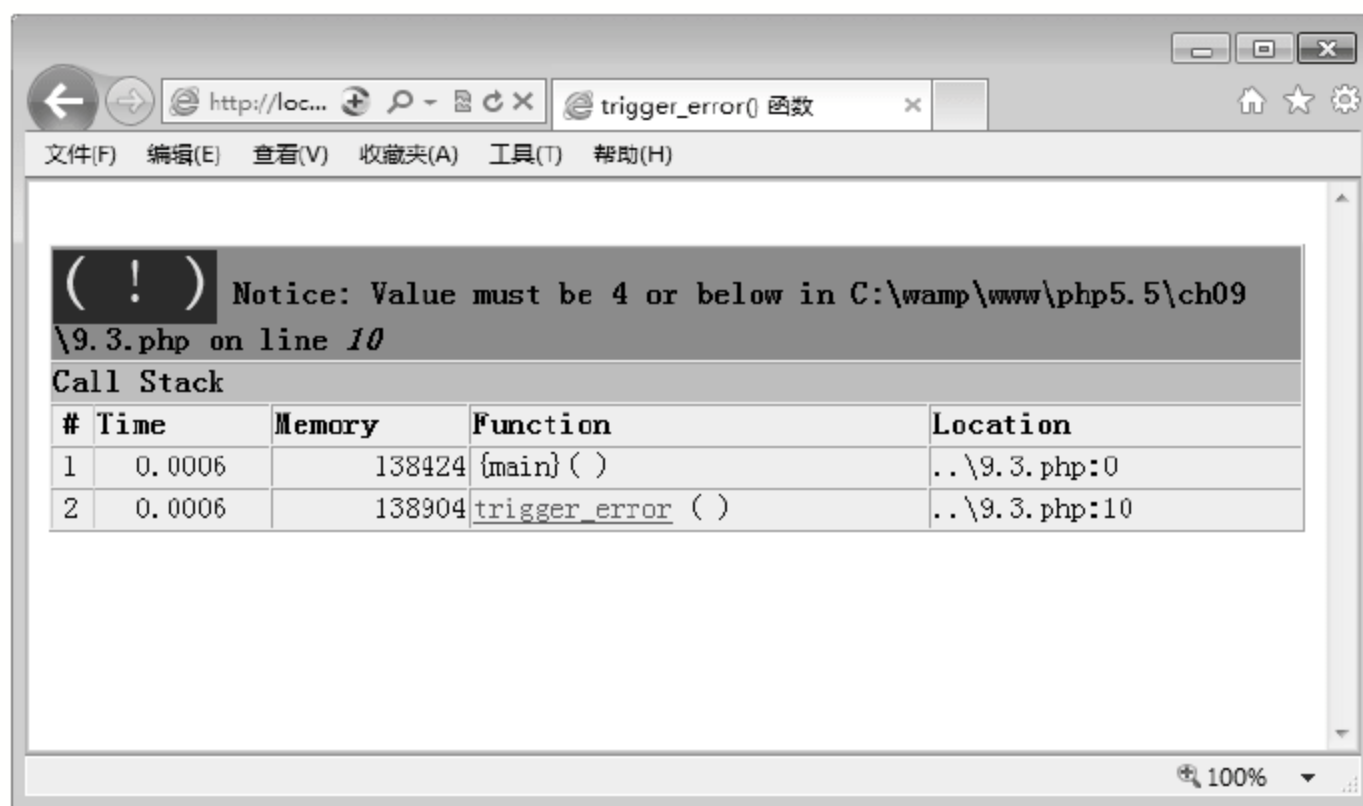 http://loc...
trigger_error() 函数
文件(F) 编辑(E) 查看(V) 收藏夹(A) 工具(T) 帮助(H)
( ! ) Notice: Value must be 4 or below in C:\wamp\www\php5.5\ch09
\9.3.php on line 10
Call Stack
# Time Memory Function Location
1 0.0006 138424 {main}( ) ..\9.3.php:0
2 0.0006 138904 trigger_error ( ) ..\9.3.php:10
100%